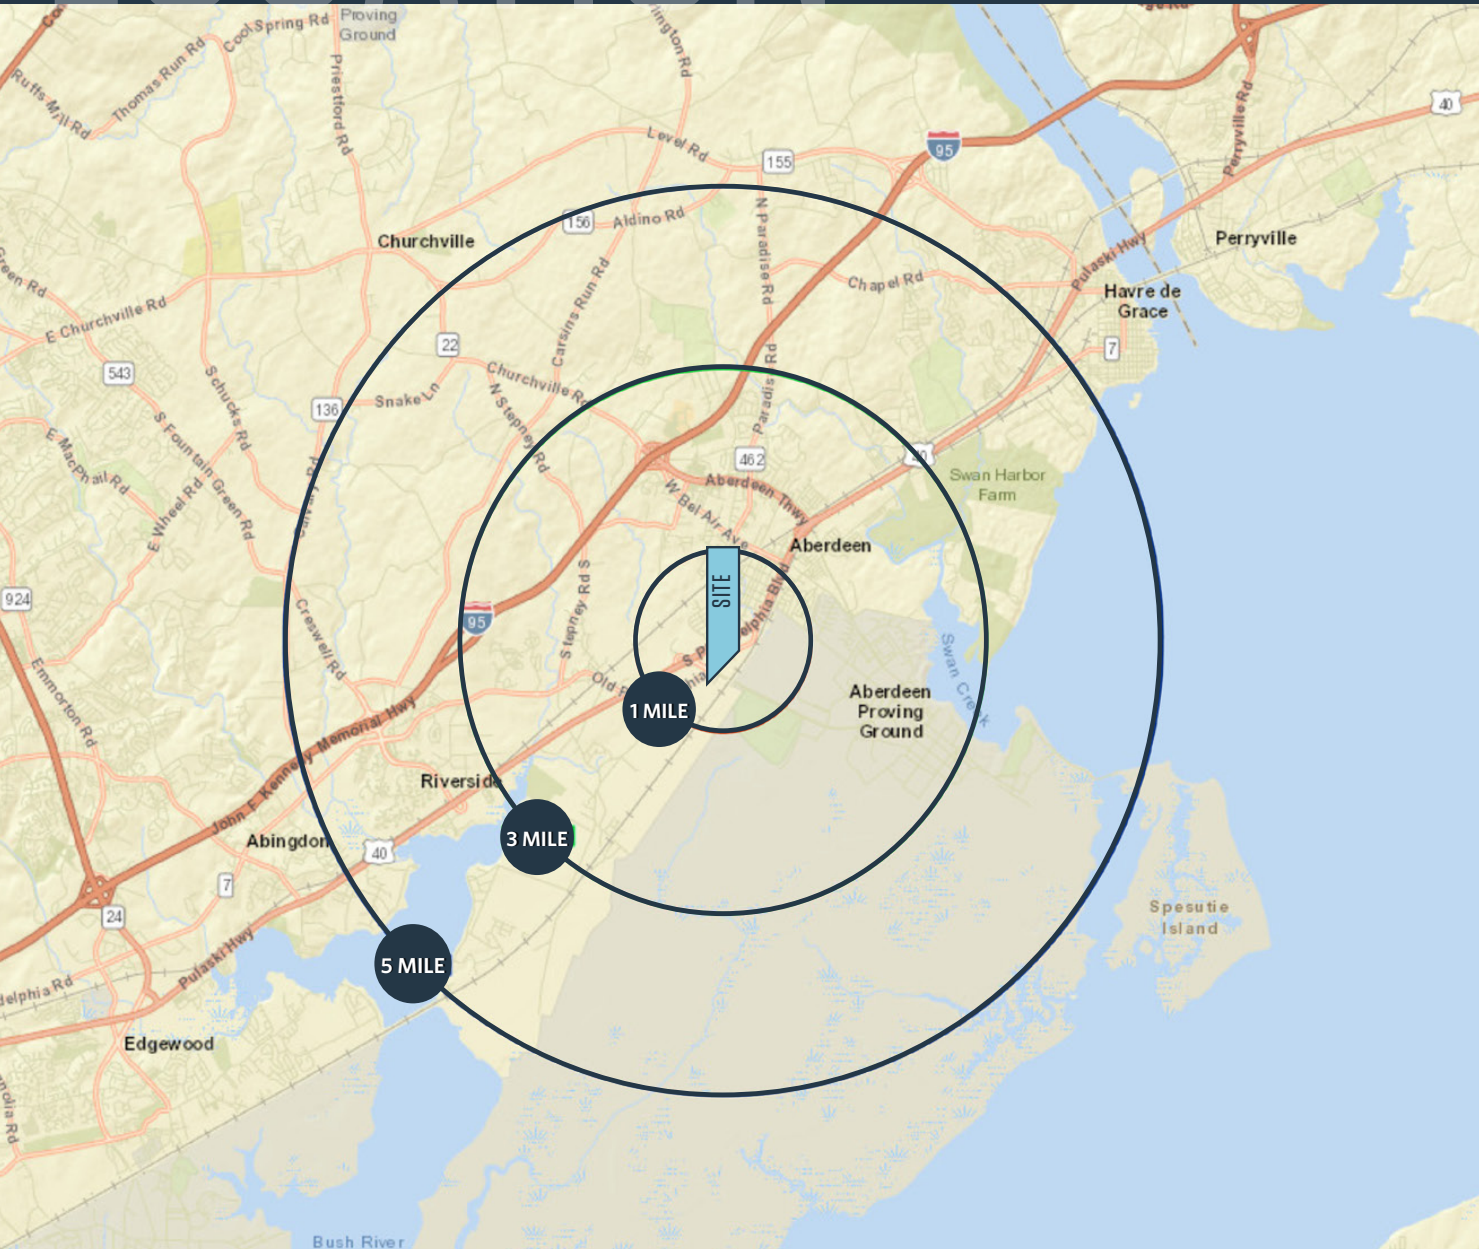 Proving
Ground
Cool Spring Rd
Thomas Run Rd
Ruffs Mill Rd
Priestford Rd
Level Rd
155
95
40
Perryville Rd
156
Aldino Rd
N Paradise Rd
Churchville
Carsins Run Rd
Chapel Rd
Pulaski Hwy
Perryville
Havre de
Grace
7
Green Rd
E Churchville Rd
22
543
Schucks Rd
Snake Ln
136
Churchville Rd
N Stepney Rd
Paradise Rd
S Fountain Green Rd
E MacPhail Rd
E Wheel Rd
462
40
Swan Harbor
Farm
Aberdeen Thwy
W Bel Air Ave
Aberdeen
SITE
924
95
Creswell Rd
Stepney Rd S
Swan Creek
Emmorton Rd
Aberdeen
Proving
Ground
1 MILE
John F Kennedy Memorial Hwy
Riverside
Abingdon
40
3 MILE
7
24
Pulaski Hwy
5 MILE
Spesutie
Island
Edgewood
Bush River